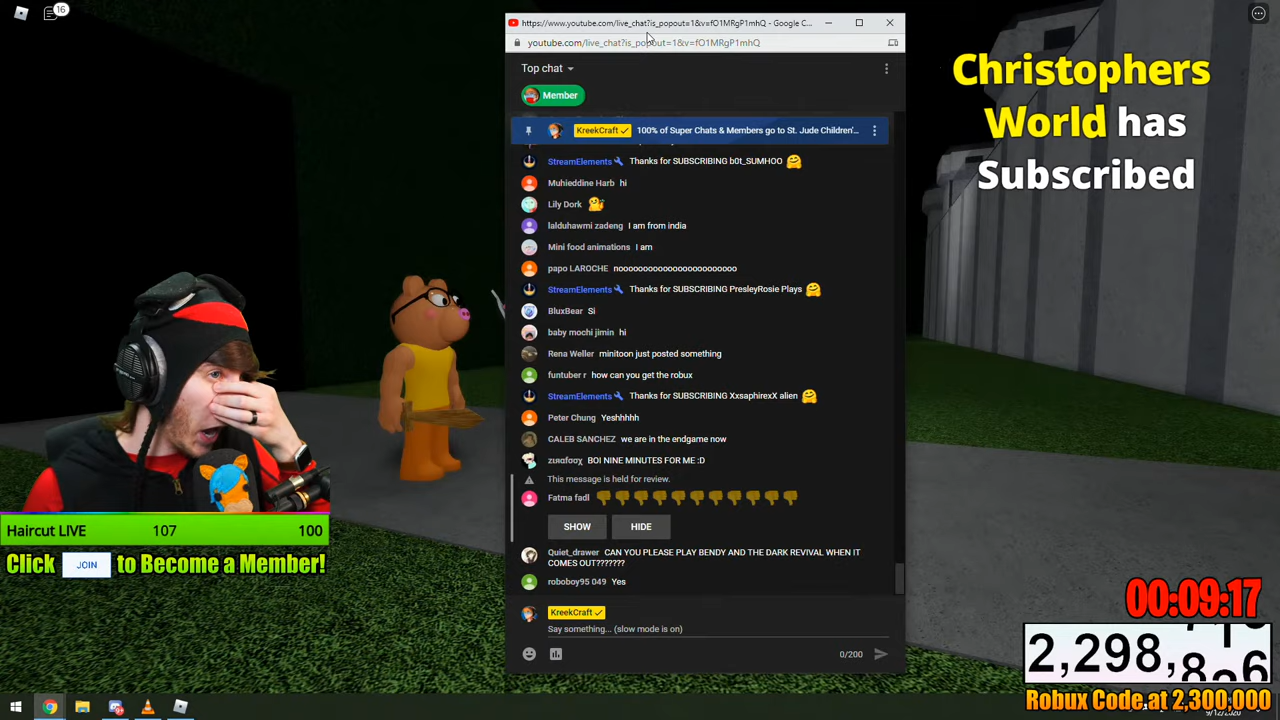 16
https://www.youtube.com/live_chat?is_popout=1&v=fO1MRgP1mhQ - Google C...
youtube.com/live_chat?is_popout=1&v=fO1MRgP1mhQ
Top chat
Member
KreekCraft 100% of Super Chats & Members go to St. Jude Children'...
StreamElements Thanks for SUBSCRIBING b0t_SUMHOO
Muhieddine Harb hi
Lily Dork
lalduhawmi zadeng I am from india
Mini food animations I am
papo LAROCHE nooooooooooooooooooooooooo
StreamElements Thanks for SUBSCRIBING PresleyRosie Plays
BluxBear Si
baby mochi jimin hi
Rena Weller minitoon just posted something
funtuber r how can you get the robux
StreamElements Thanks for SUBSCRIBING XxsaphirexX alien
Peter Chung Yeshhhhh
CALEB SANCHEZ we are in the endgame now
BOI NINE MINUTES FOR ME :D
This message is held for review.
Fatma fadl
SHOW HIDE
Quiet_drawer CAN YOU PLEASE PLAY BENDY AND THE DARK REVIVAL WHEN IT
COMES OUT???????
roboboy95 049 Yes
KreekCraft
Say something... (slow mode is on)
0/200
Christophers
World has
Subscribed
Haircut LIVE 107 100
Click JOIN to Become a Member!
00:09:17
2,298,
Robux Code at 2,300,000
9/12/2020